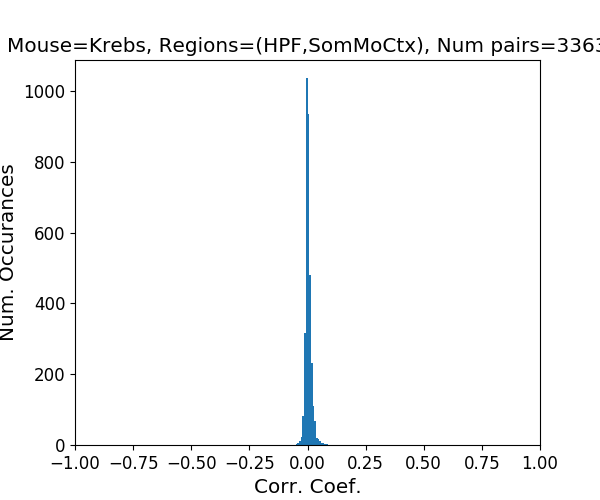 Mouse=Krebs, Regions=(HPF,SomMoCtx), Num pairs=3363
Num. Occurances
1000
800
600
400
200
0
−1.00 −0.75 −0.50 −0.25 0.00 0.25 0.50 0.75 1.00
Corr. Coef.